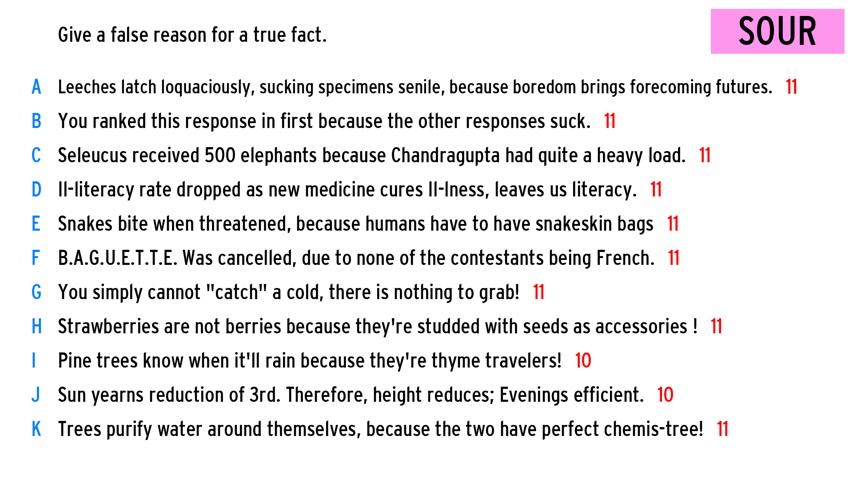 Give a false reason for a true fact.
SOUR
A Leeches latch loquaciously, sucking specimens senile, because boredom brings forecoming futures. 11
B You ranked this response in first because the other responses suck. 11
C Seleucus received 500 elephants because Chandragupta had quite a heavy load. 11
D Il-literacy rate dropped as new medicine cures Il-lness, leaves us literacy. 11
E Snakes bite when threatened, because humans have to have snakeskin bags 11
F B.A.G.U.E.T.T.E. Was cancelled, due to none of the contestants being French. 11
G You simply cannot "catch" a cold, there is nothing to grab! 11
H Strawberries are not berries because they're studded with seeds as accessories ! 11
I Pine trees know when it'll rain because they're thyme travelers! 10
J Sun yearns reduction of 3rd. Therefore, height reduces; Evenings efficient. 10
K Trees purify water around themselves, because the two have perfect chemis-tree! 11